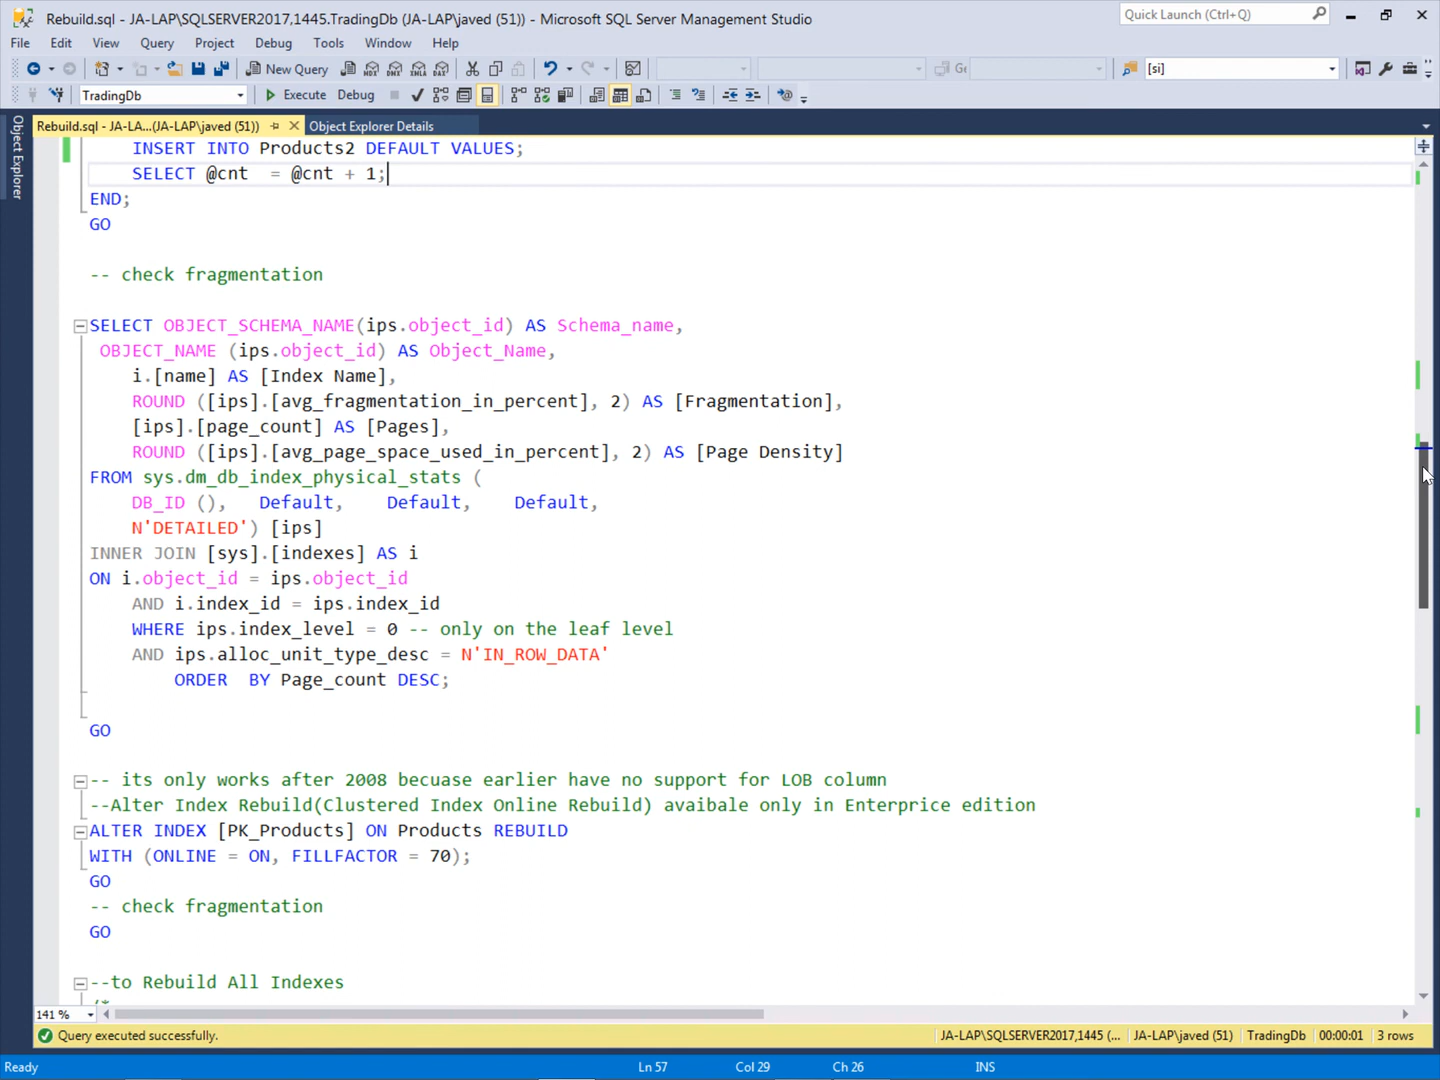 Rebuild.sql - JA-LAP\SQLSERVER2017,1445.TradingDb (JA-LAP\javed (51)) - Microsoft SQL Server Management Studio
Quick Launch (Ctrl+Q)
File Edit View Query Project Debug Tools Window Help
New Query
[si]
TradingDb
Execute Debug
Rebuild.sql - JA-LA...(JA-LAP\javed (51))
Object Explorer Details
Object Explorer
INSERT INTO Products2 DEFAULT VALUES;
SELECT @cnt  = @cnt + 1;
END;
GO
-- check fragmentation
SELECT OBJECT_SCHEMA_NAME(ips.object_id) AS Schema_name,
OBJECT_NAME (ips.object_id) AS Object_Name,
i.[name] AS [Index Name],
ROUND ([ips].[avg_fragmentation_in_percent], 2) AS [Fragmentation],
[ips].[page_count] AS [Pages],
ROUND ([ips].[avg_page_space_used_in_percent], 2) AS [Page Density]
FROM sys.dm_db_index_physical_stats (
DB_ID (),   Default,    Default,    Default,
N'DETAILED') [ips]
INNER JOIN [sys].[indexes] AS i
ON i.object_id = ips.object_id
AND i.index_id = ips.index_id
WHERE ips.index_level = 0 -- only on the leaf level
AND ips.alloc_unit_type_desc = N'IN_ROW_DATA'
ORDER  BY Page_count DESC;
GO
-- its only works after 2008 becuase earlier have no support for LOB column
--Alter Index Rebuild(Clustered Index Online Rebuild) avaibale only in Enterprice edition
ALTER INDEX [PK_Products] ON Products REBUILD
WITH (ONLINE = ON, FILLFACTOR = 70);
GO
-- check fragmentation
GO
--to Rebuild All Indexes
/*
141 %
Query executed successfully.
JA-LAP\SQLSERVER2017,1445 (...
JA-LAP\javed (51)
TradingDb
00:00:01
3 rows
Ready
Ln 57
Col 29
Ch 26
INS